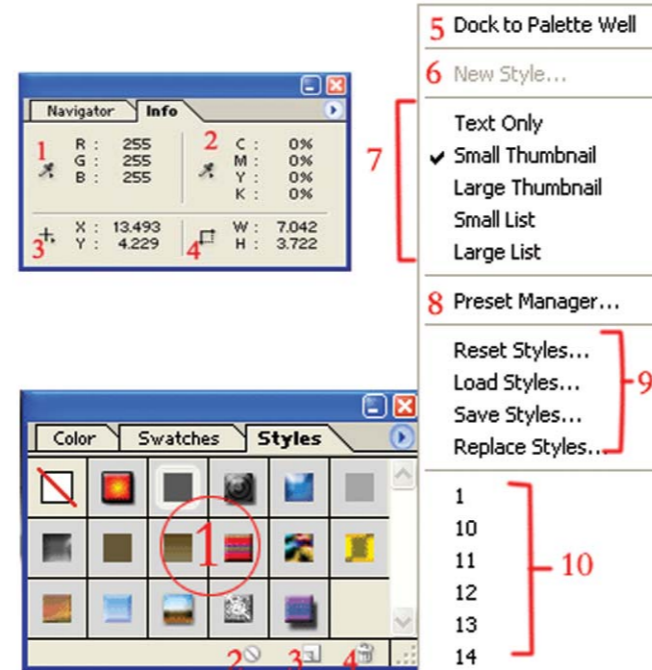 Navigator Info
1 R : 255 2 C : 0%
G : 255 M : 0%
B : 255 Y : 0%
K : 0%
3 X : 13.493 4 W : 7.042
Y : 4.229 H : 3.722
Color Swatches Styles
1
2 3 4
5 Dock to Palette Well
6 New Style...
7
Text Only
Small Thumbnail
Large Thumbnail
Small List
Large List
8 Preset Manager...
Reset Styles...
Load Styles...
9
Save Styles...
Replace Styles...
1
10
11
10
12
13
14